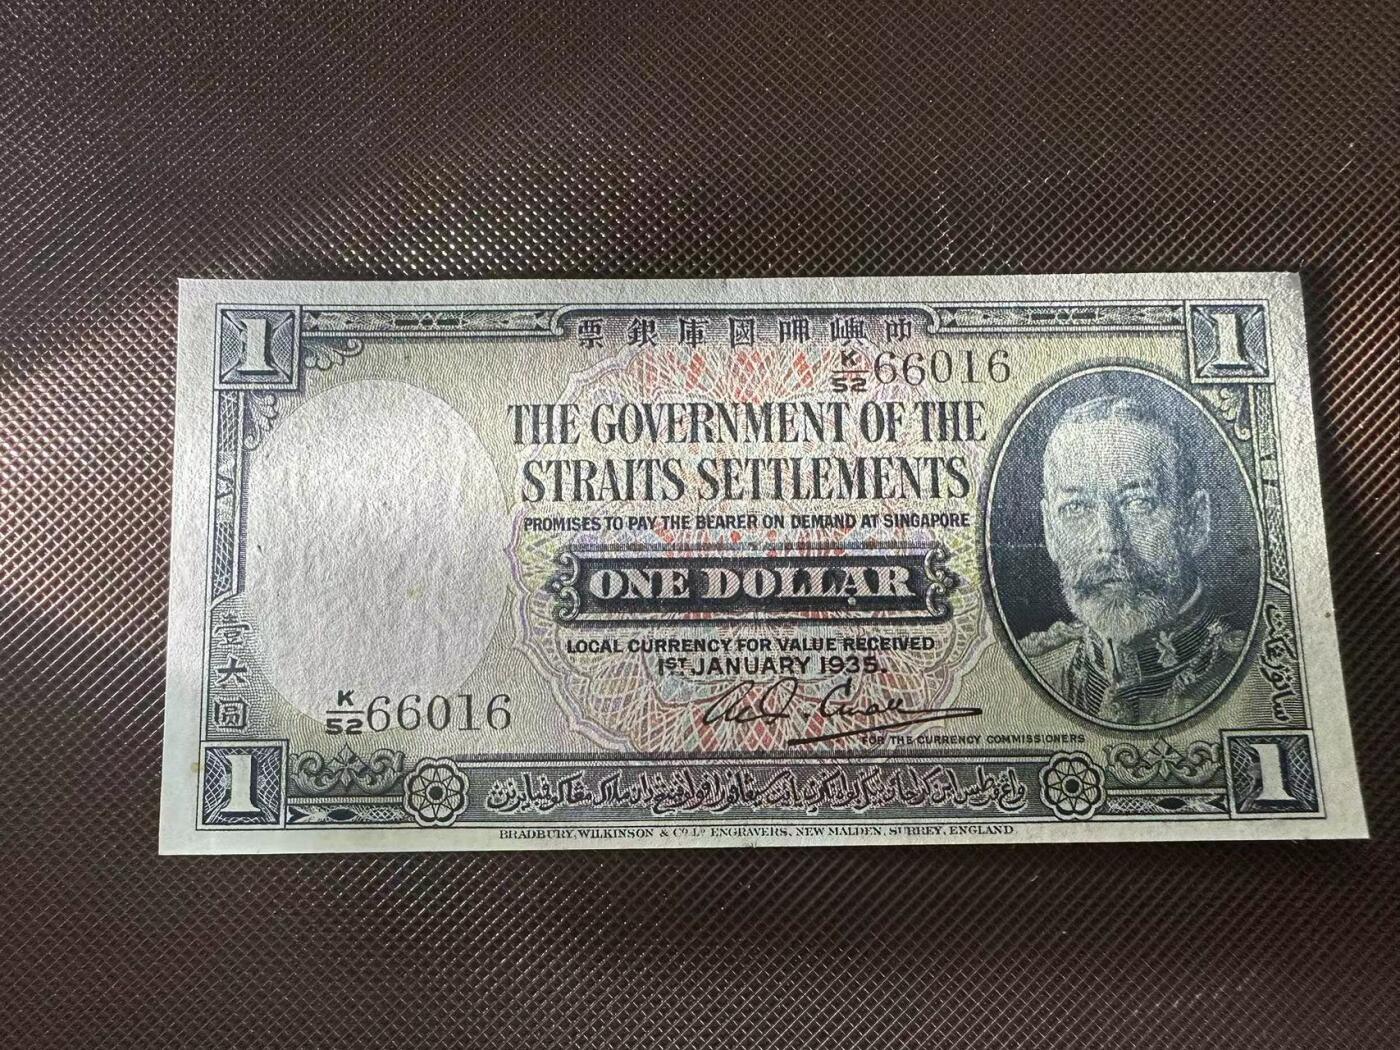 1
票銀庫國呷嶼叻
1
K/52 66016
THE GOVERNMENT OF THE
STRAITS SETTLEMENTS
PROMISES TO PAY THE BEARER ON DEMAND AT SINGAPORE
ONE DOLLAR
LOCAL CURRENCY FOR VALUE RECEIVED
1ST JANUARY 1935.
K/52 66016
FOR THE CURRENCY COMMISSIONERS
壹大圓
1
1
BRADBURY, WILKINSON & Co. Ld. ENGRAVERS, NEW MALDEN, SURREY, ENGLAND